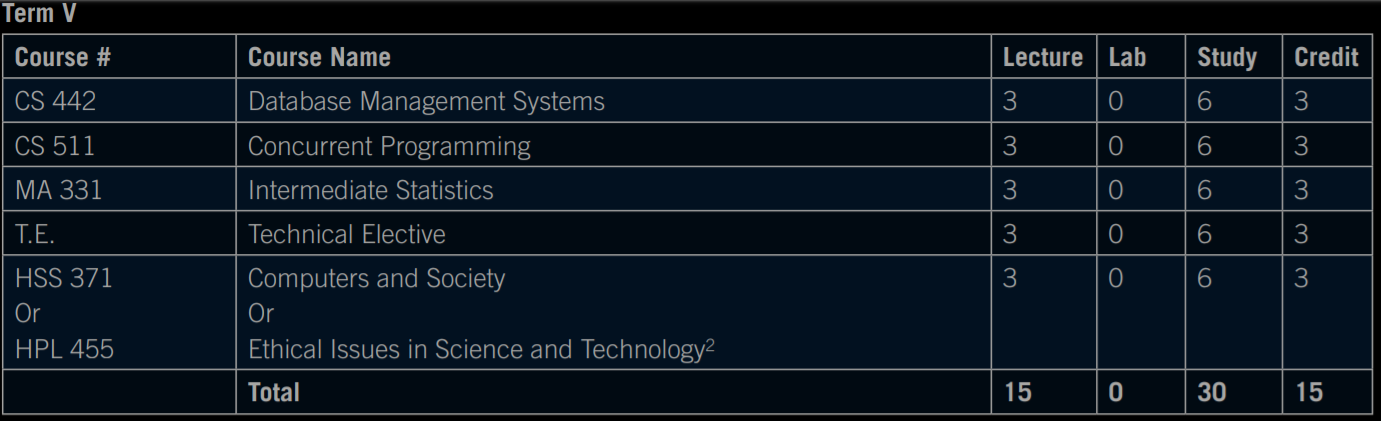 Term V
Course # Course Name Lecture Lab Study Credit
CS 442 Database Management Systems 3 0 6 3
CS 511 Concurrent Programming 3 0 6 3
MA 331 Intermediate Statistics 3 0 6 3
T.E. Technical Elective 3 0 6 3
HSS 371 Computers and Society 3 0 6 3
Or Or
HPL 455 Ethical Issues in Science and Technology²
Total 15 0 30 15